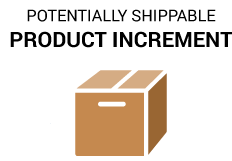 POTENTIALLY SHIPPABLE
PRODUCT INCREMENT